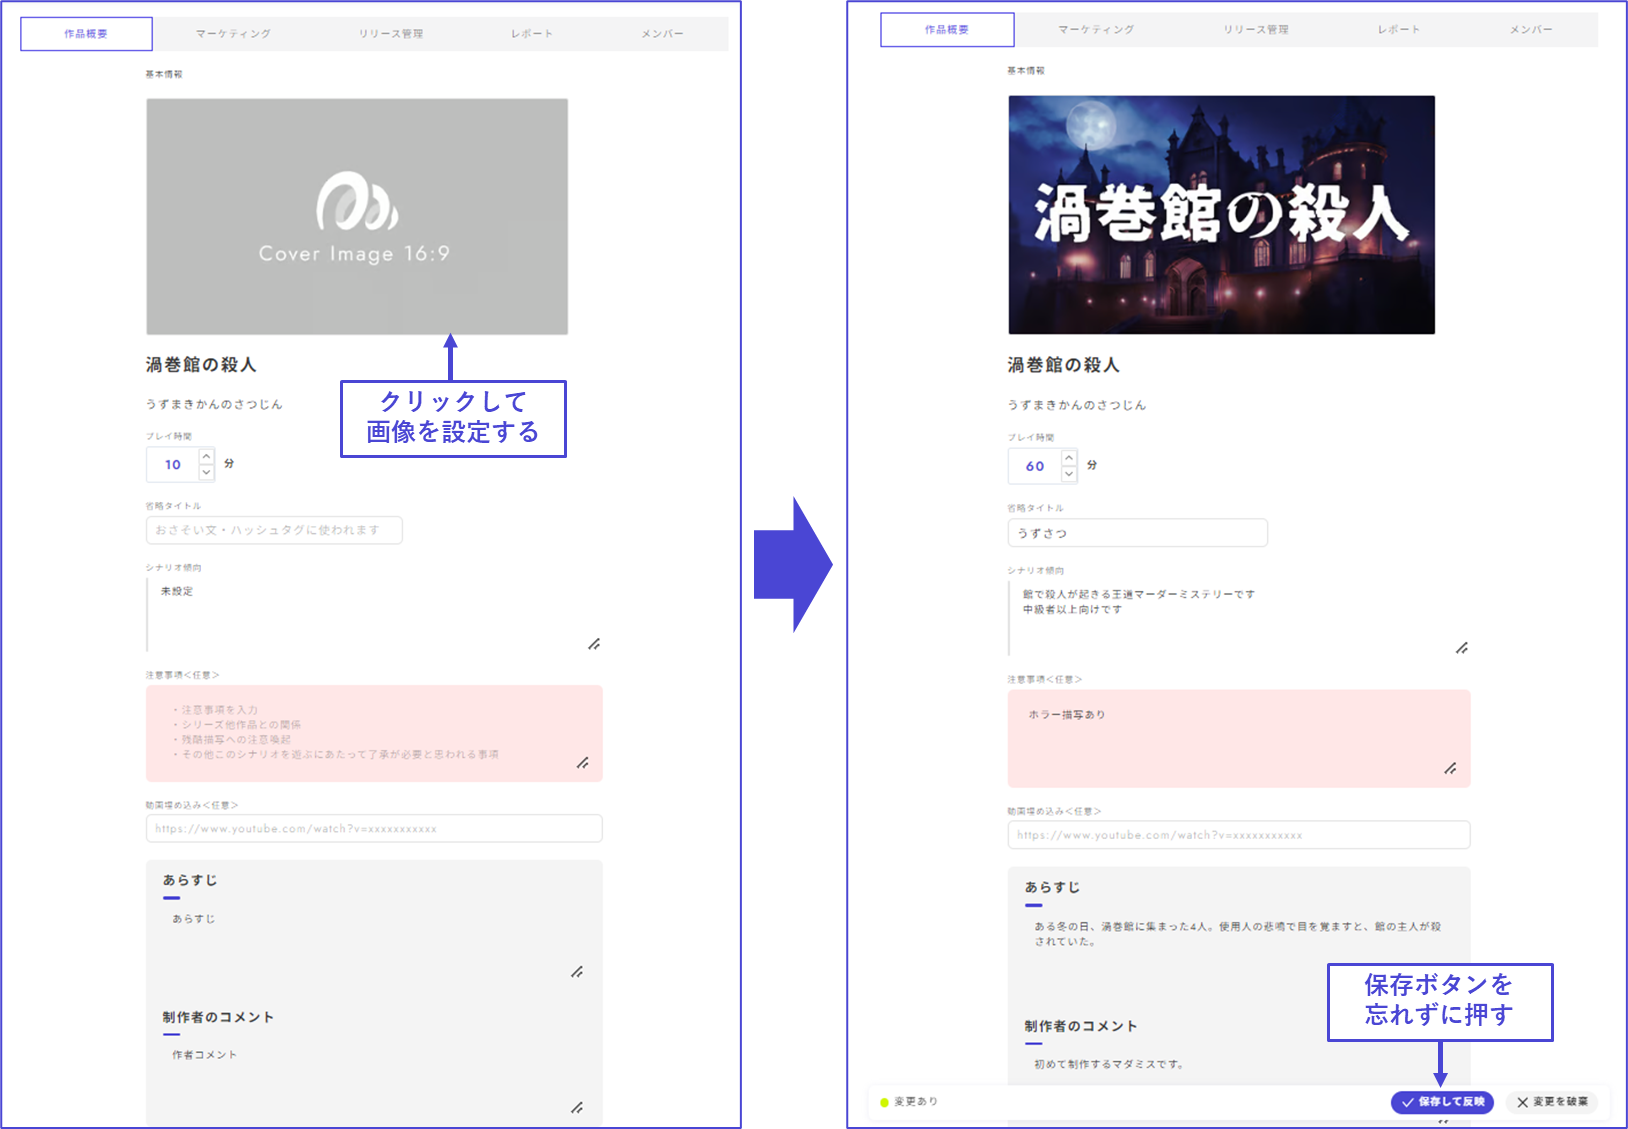 作品概要
マーケティング
リリース管理
レポート
メンバー
基本情報
Cover Image 16:9
クリックして
画像を設定する
渦巻館の殺人
うずまきかんのさつじん
プレイ時間
10
分
省略タイトル
おさそい文・ハッシュタグに使われます
シナリオ傾向
未設定
注意事項＜任意＞
・注意事項を入力
・シリーズ他作品との関係
・残酷描写への注意喚起
・その他このシナリオを遊ぶにあたって了承が必要と思われる事項
動画埋め込み＜任意＞
https://www.youtube.com/watch?v=xxxxxxxxxxx
あらすじ
あらすじ
制作者のコメント
作者コメント
作品概要
マーケティング
リリース管理
レポート
メンバー
基本情報
渦巻館の殺人
渦巻館の殺人
うずまきかんのさつじん
プレイ時間
60
分
省略タイトル
うずさつ
シナリオ傾向
館で殺人が起きる王道マーダーミステリーです
中級者以上向けです
注意事項＜任意＞
ホラー描写あり
動画埋め込み＜任意＞
https://www.youtube.com/watch?v=xxxxxxxxxxx
あらすじ
ある冬の日、渦巻館に集まった4人。使用人の悲鳴で目を覚ますと、館の主人が殺
されていた。
保存ボタンを
忘れずに押す
制作者のコメント
初めて制作するマダミスです。
変更あり
保存して反映
変更を破棄